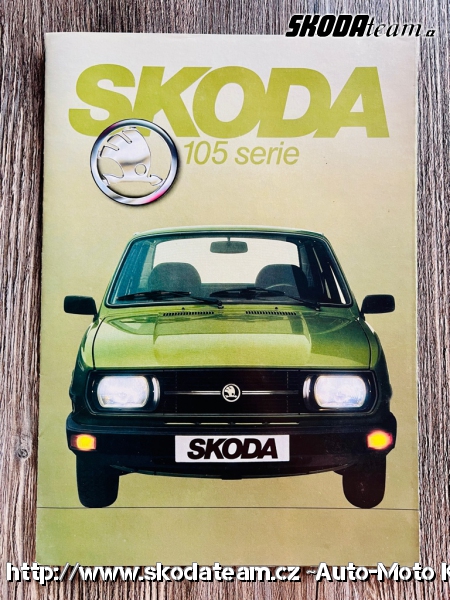 SKODAteam.cz
SKODA
105 serie
SKODA
http://www.skodateam.cz ~Auto-Moto K